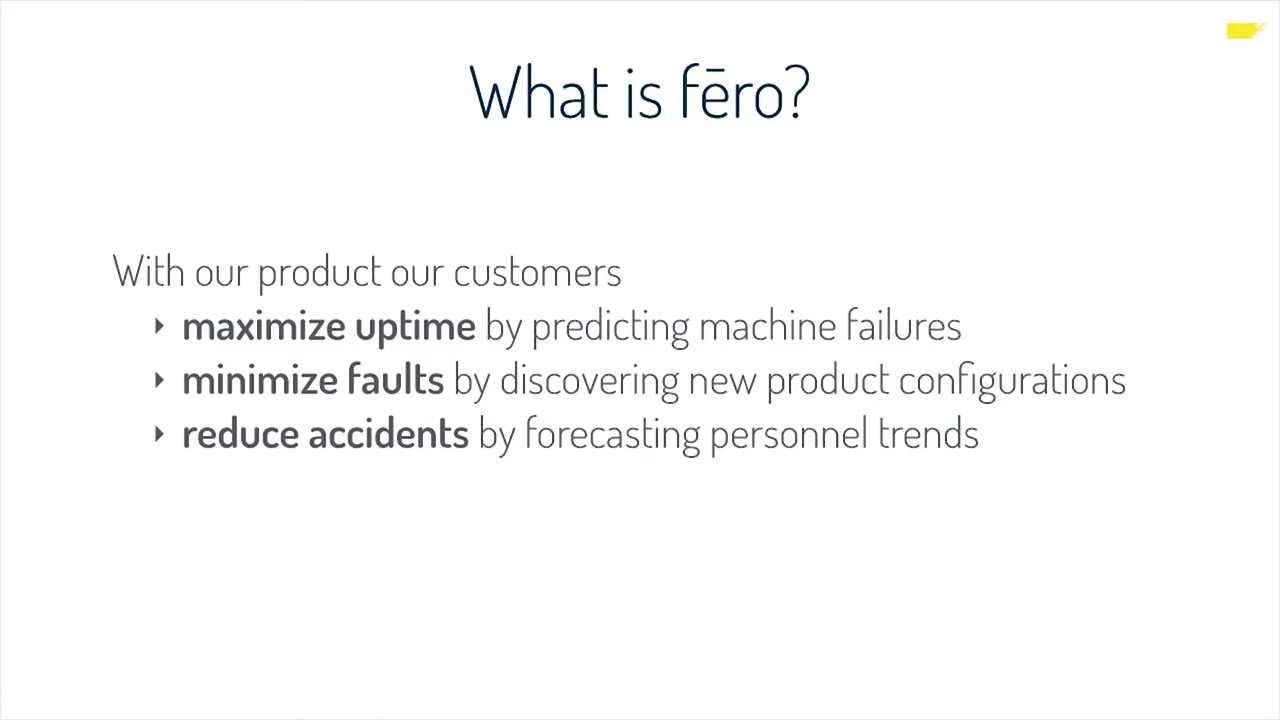 What is fēro?
With our product our customers
‣ maximize uptime by predicting machine failures
‣ minimize faults by discovering new product configurations
‣ reduce accidents by forecasting personnel trends